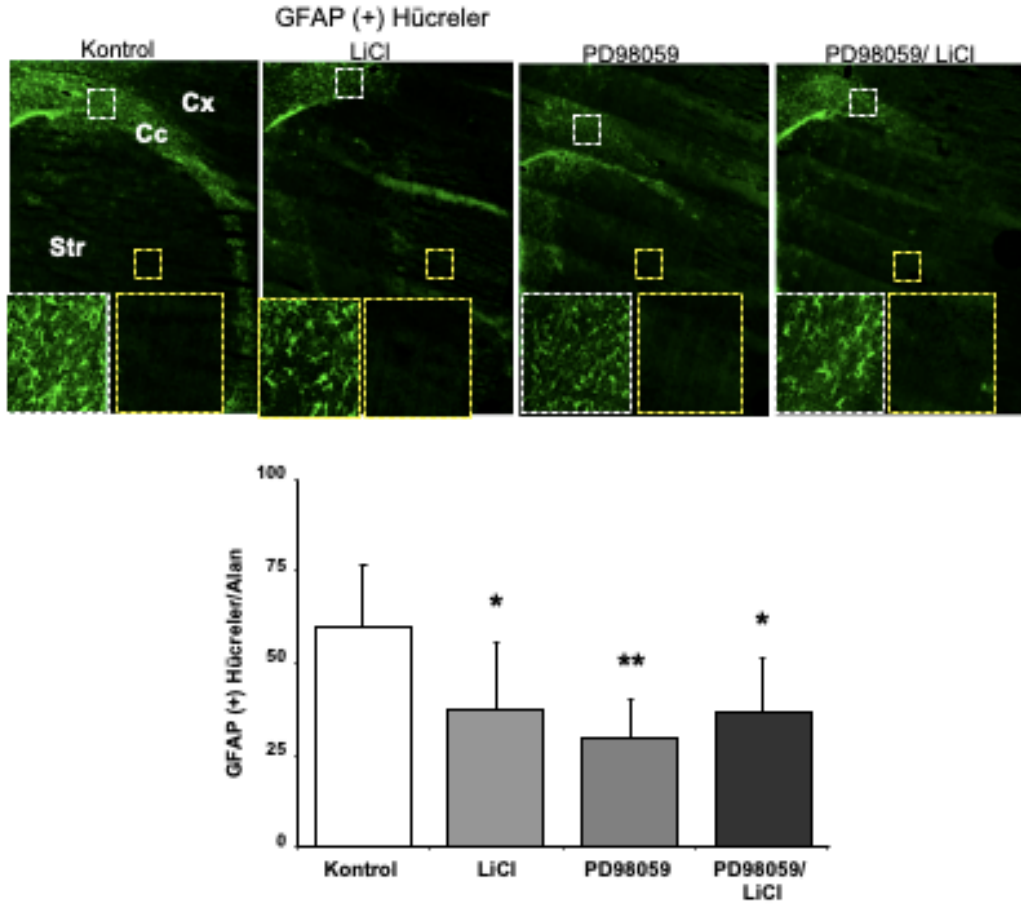 GFAP (+) Hücreler
Kontrol
LiCl
PD98059
PD98059/ LiCl
Cx
Cc
Str
100
75
50
25
0
GFAP (+) Hücreler/Alan
*
**
*
Kontrol
LiCl
PD98059
PD98059/
LiCl